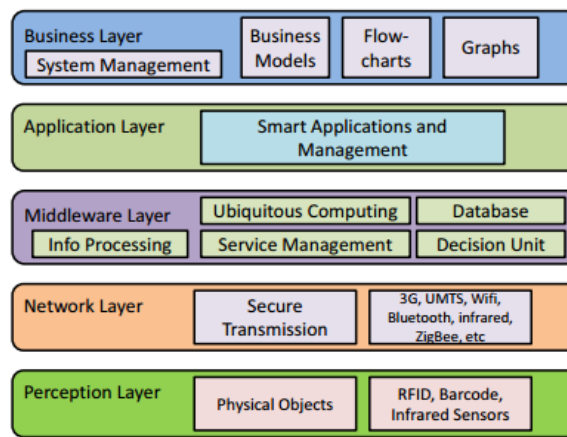 Business Layer
System Management
Business
Models
Flow-
charts
Graphs
Application Layer
Smart Applications and
Management
Middleware Layer
Ubiquitous Computing
Database
Info Processing
Service Management
Decision Unit
Network Layer
Secure
Transmission
3G, UMTS, Wifi,
Bluetooth, infrared,
ZigBee, etc
Perception Layer
Physical Objects
RFID, Barcode,
Infrared Sensors